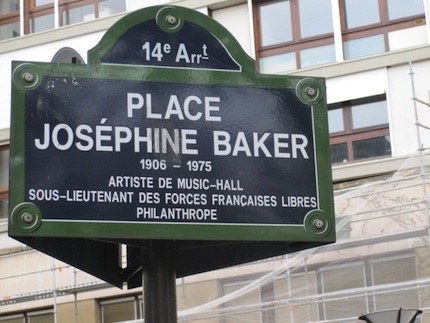 14e Arrt
PLACE
JOSÉPHINE BAKER
1906 - 1975
ARTISTE DE MUSIC-HALL
SOUS-LIEUTENANT DES FORCES FRANÇAISES LIBRES
PHILANTHROPE